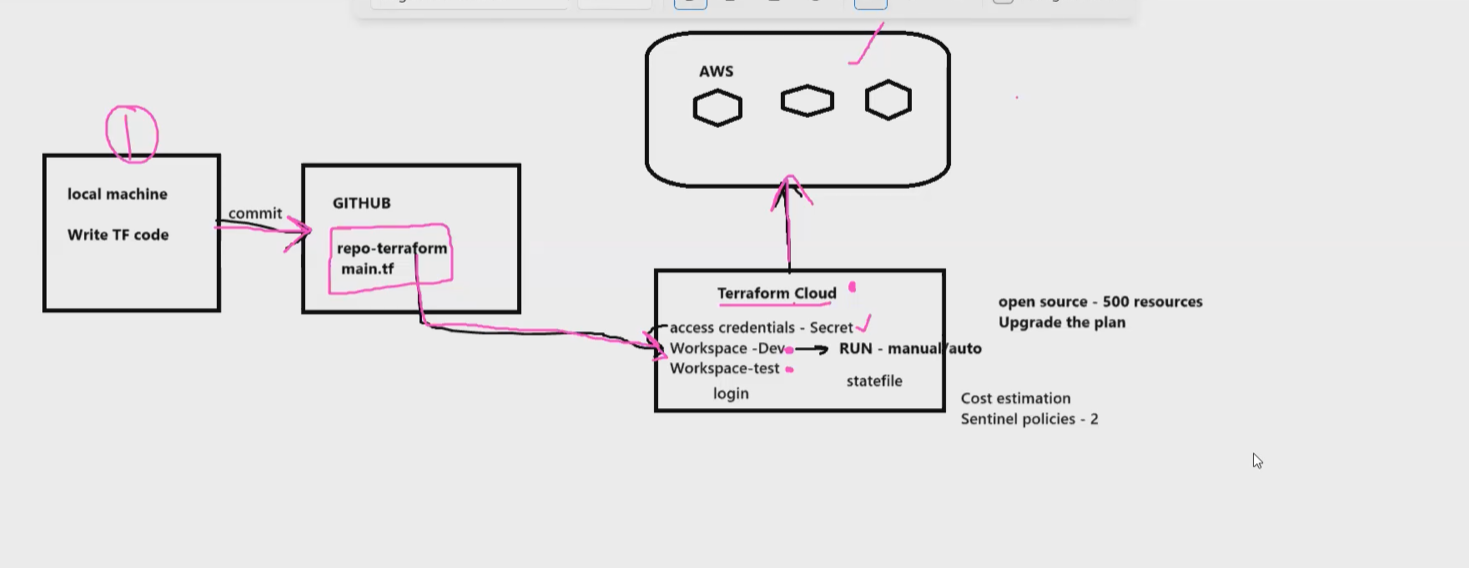 AWS
local machine
Write TF code
commit
GITHUB
repo-terraform
main.tf
Terraform Cloud
access credentials - Secret
Workspace -Dev
RUN - manual/auto
Workspace-test
statefile
login
open source - 500 resources
Upgrade the plan
Cost estimation
Sentinel policies - 2